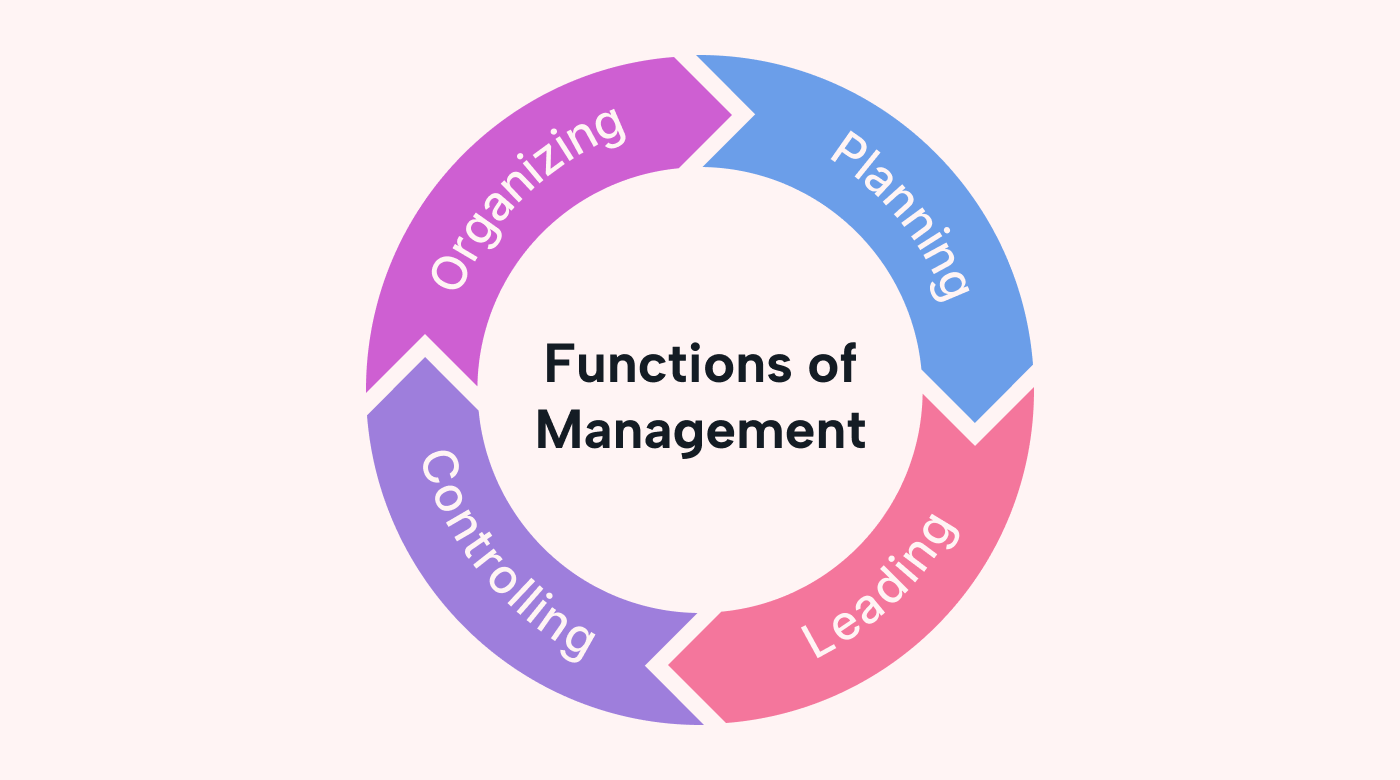 Organizing
Planning
Functions of
Management
Controlling
Leading